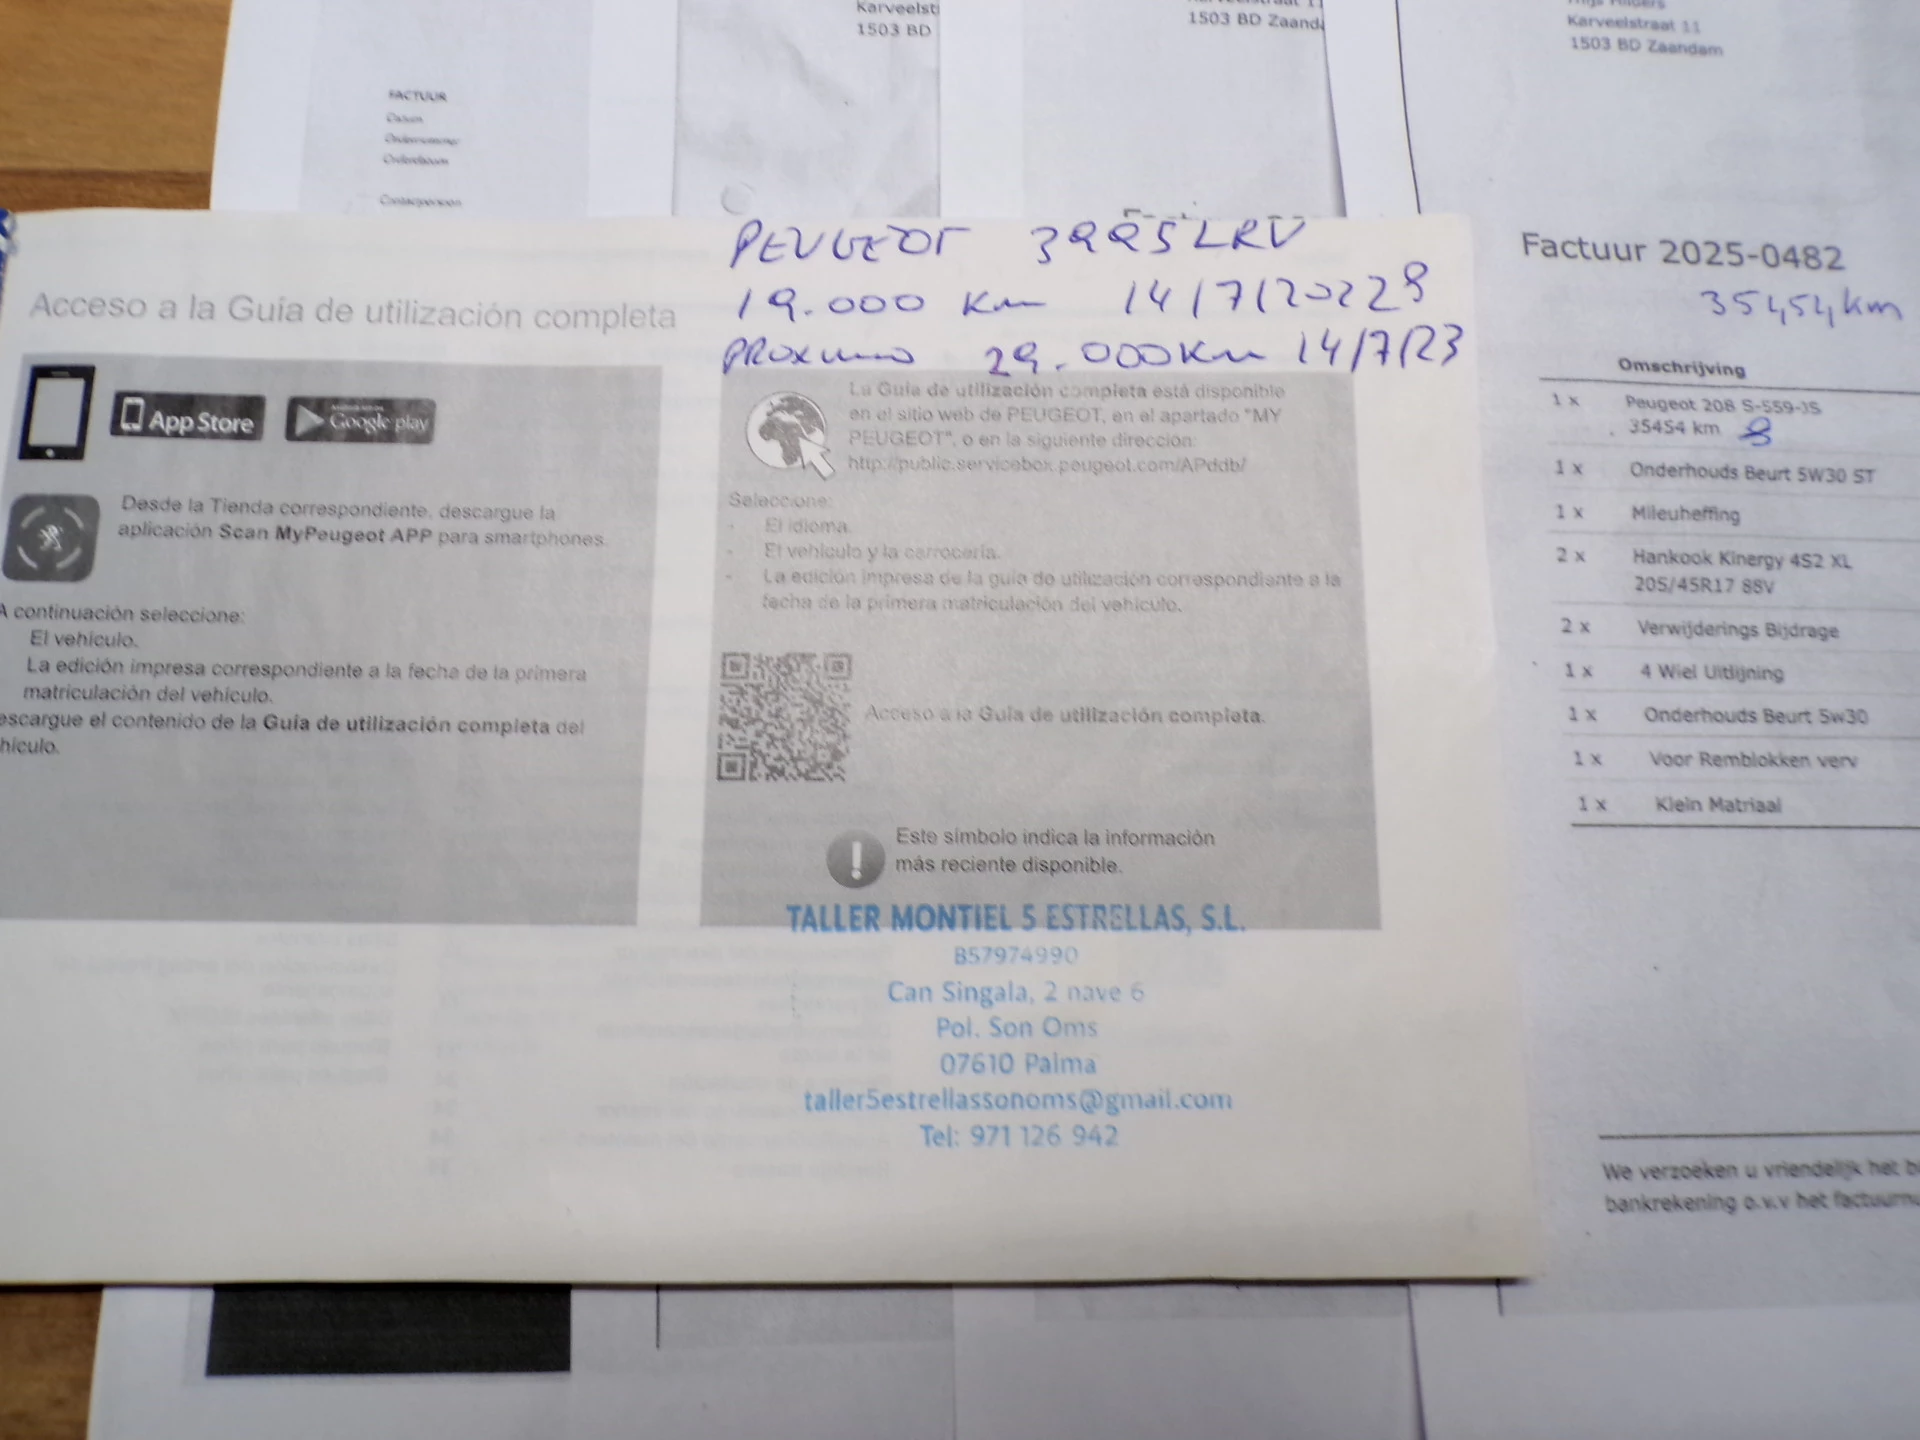 Karveelst
1503 BD
1503 BD Zaanda
Karveelstraat 11
1503 BD Zaandam
FACTUUR
Datum
Ordernummer
Orderdatum
Contactpersoon
PEUGEOT 3995LRV
19.000 Km 14/7/2022
PROXIMO 29.000Km 14/7/23
Acceso a la Guía de utilización completa
App Store
Google play
Desde la Tienda correspondiente, descargue la
aplicación Scan MyPeugeot APP para smartphones.
A continuación seleccione:
El vehículo.
La edición impresa correspondiente a la fecha de la primera
matriculación del vehículo.
escargue el contenido de la Guía de utilización completa del
hículo.
La Guía de utilización completa está disponible
en el sitio web de PEUGEOT, en el apartado "MY
PEUGEOT", o en la siguiente dirección:
http://public.servicebox.peugeot.com/APddb/
Seleccione:
- El idioma.
- El vehículo y la carrocería.
- La edición impresa de la guía de utilización correspondiente a la
fecha de la primera matriculación del vehículo.
Acceso a la Guía de utilización completa.
Este símbolo indica la información
más reciente disponible.
TALLER MONTIEL 5 ESTRELLAS, S.L.
B57974990
Can Singala, 2 nave 6
Pol. Son Oms
07610 Palma
taller5estrellassonoms@gmail.com
Tel: 971 126 942
Factuur 2025-0482
35454 km
Omschrijving
1 x Peugeot 208 S-559-JS
35454 km
1 x Onderhouds Beurt 5W30 ST
1 x Mileuheffing
2 x Hankook Kinergy 4S2 XL
205/45R17 88V
2 x Verwijderings Bijdrage
1 x 4 Wiel Uitlijning
1 x Onderhouds Beurt 5w30
1 x Voor Remblokken verv
1 x Klein Matriaal
We verzoeken u vriendelijk het b
bankrekening o.v.v het factuurnu